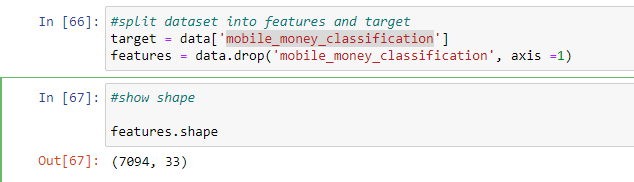 In [66]: #split dataset into features and target
target = data['mobile_money_classification']
features = data.drop('mobile_money_classification', axis =1)
In [67]: #show shape
features.shape
Out[67]: (7094, 33)